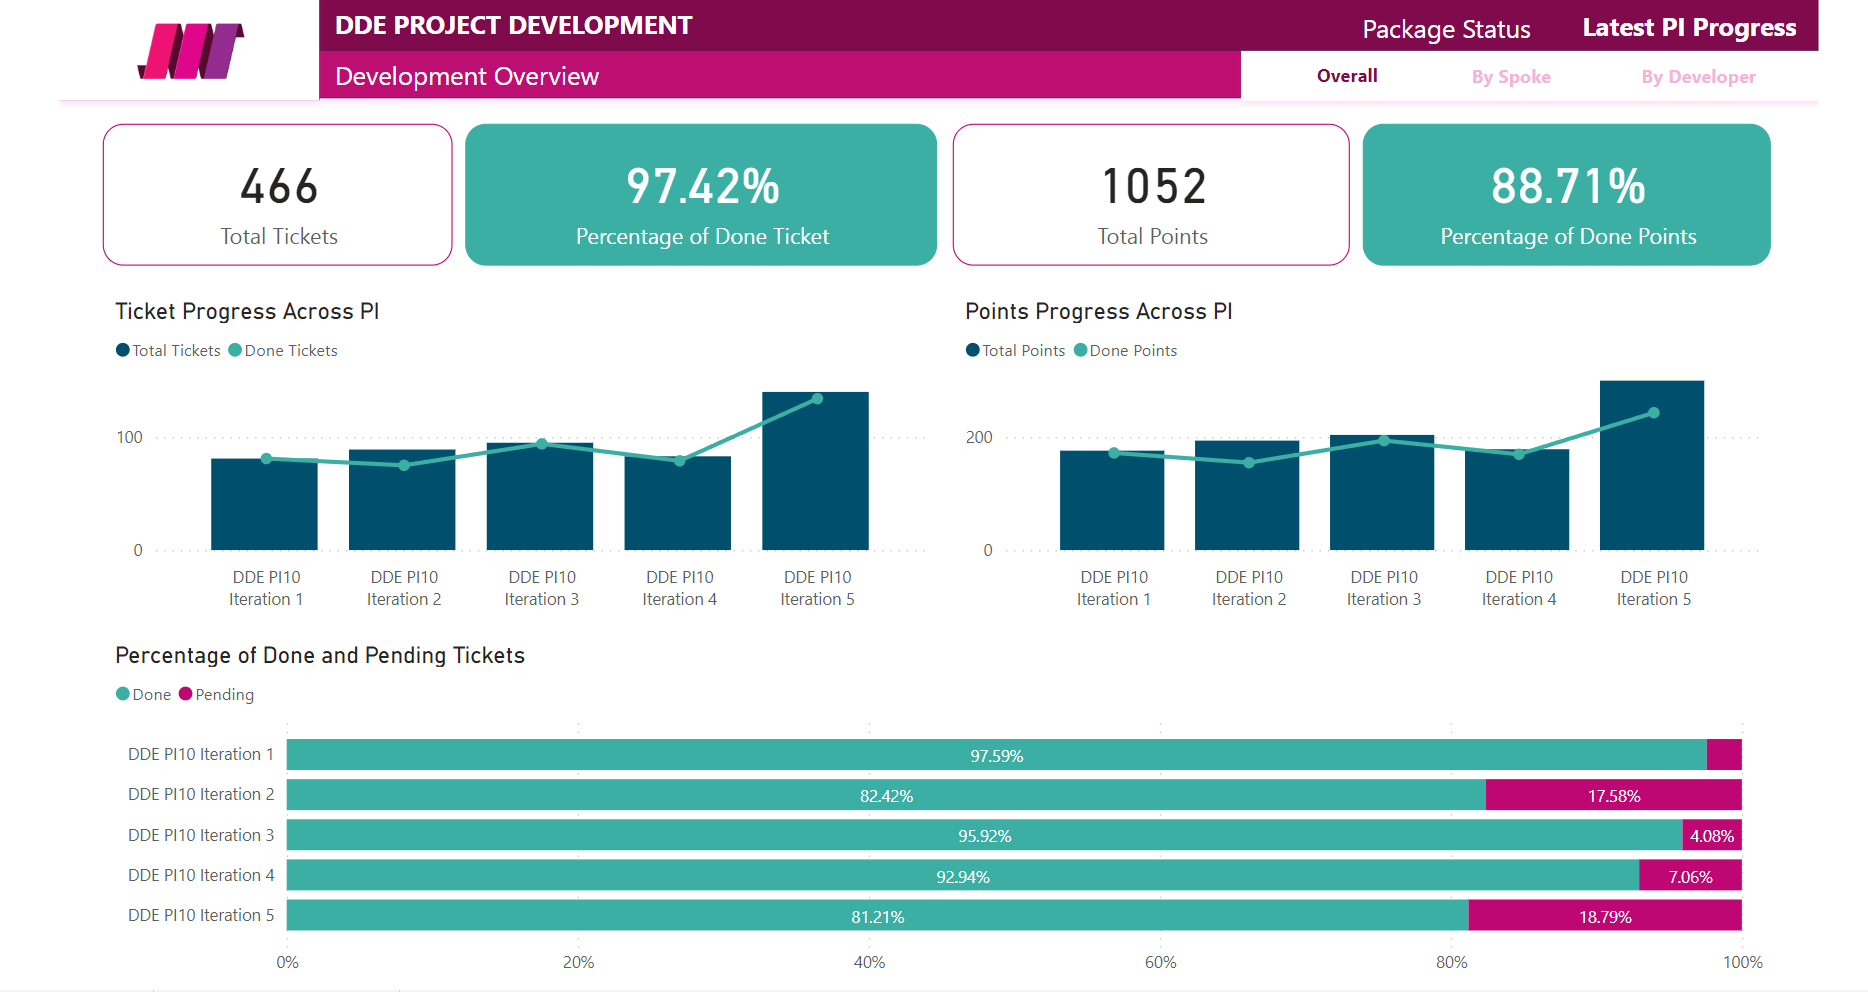 DDE PROJECT DEVELOPMENT
Package Status
Latest PI Progress
Development Overview
Overall
By Spoke
By Developer
466
Total Tickets
97.42%
Percentage of Done Ticket
1052
Total Points
88.71%
Percentage of Done Points
Ticket Progress Across PI
Total Tickets
Done Tickets
100
0
DDE PI10
Iteration 1
DDE PI10
Iteration 2
DDE PI10
Iteration 3
DDE PI10
Iteration 4
DDE PI10
Iteration 5
Points Progress Across PI
Total Points
Done Points
200
0
DDE PI10
Iteration 1
DDE PI10
Iteration 2
DDE PI10
Iteration 3
DDE PI10
Iteration 4
DDE PI10
Iteration 5
Percentage of Done and Pending Tickets
Done
Pending
DDE PI10 Iteration 1
97.59%
DDE PI10 Iteration 2
82.42%
17.58%
DDE PI10 Iteration 3
95.92%
4.08%
DDE PI10 Iteration 4
92.94%
7.06%
DDE PI10 Iteration 5
81.21%
18.79%
0%
20%
40%
60%
80%
100%